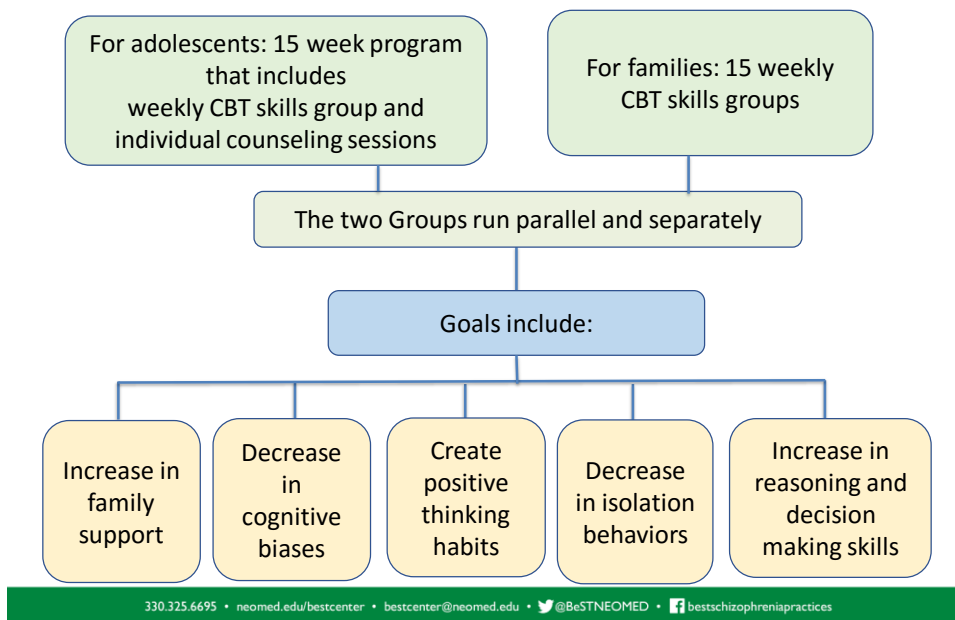 For adolescents: 15 week program
that includes
weekly CBT skills group and
individual counseling sessions
For families: 15 weekly
CBT skills groups
The two Groups run parallel and separately
Goals include:
Increase in
family
support
Decrease
in
cognitive
biases
Create
positive
thinking
habits
Decrease
in isolation
behaviors
Increase in
reasoning and
decision
making skills
330.325.6695 • neomed.edu/bestcenter • bestcenter@neomed.edu • @BeSTNEOMED • bestschizophreniapractices